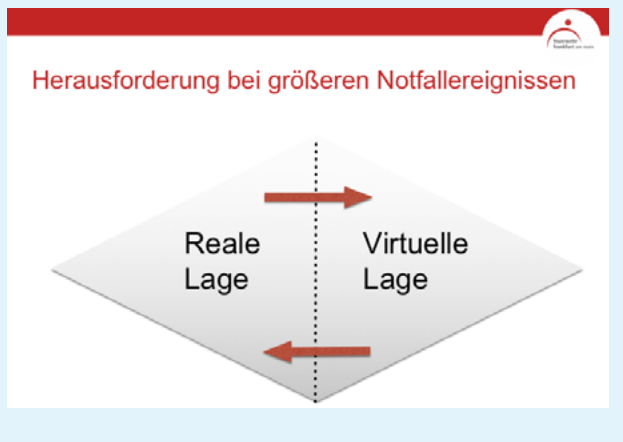 Herausforderung bei größeren Notfallereignissen
Reale
Lage
Virtuelle
Lage